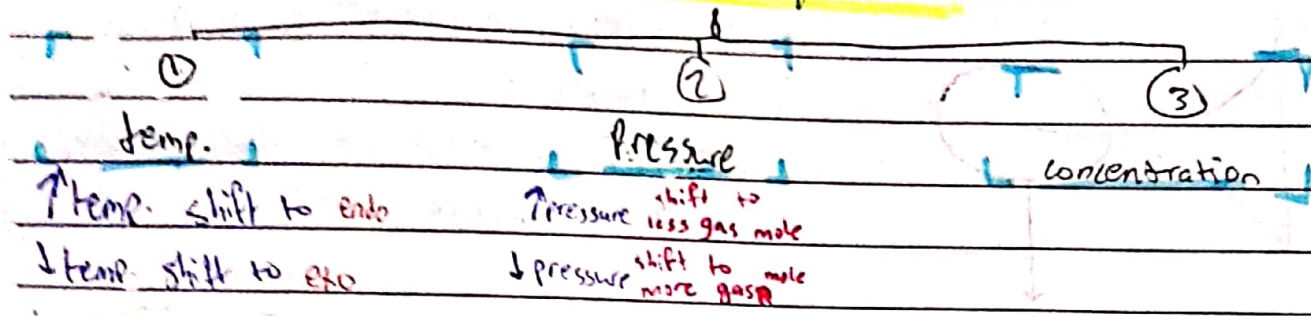 ① ② ③
temp. Pressure concentration
↑temp. shift to endo ↑pressure shift to less gas mole
↓temp. shift to exo ↓pressure shift to more gas mole